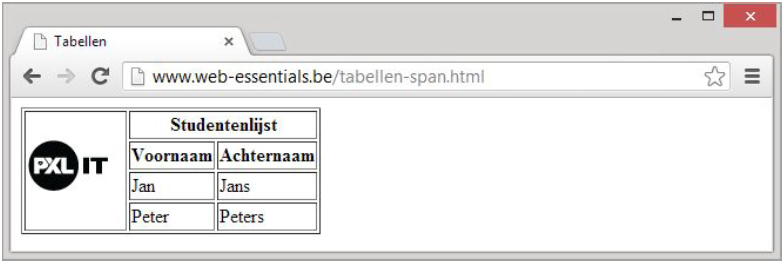 Tabellen
www.web-essentials.be/tabellen-span.html
PXL IT
Studentenlijst
Voornaam Achternaam
Jan Jans
Peter Peters